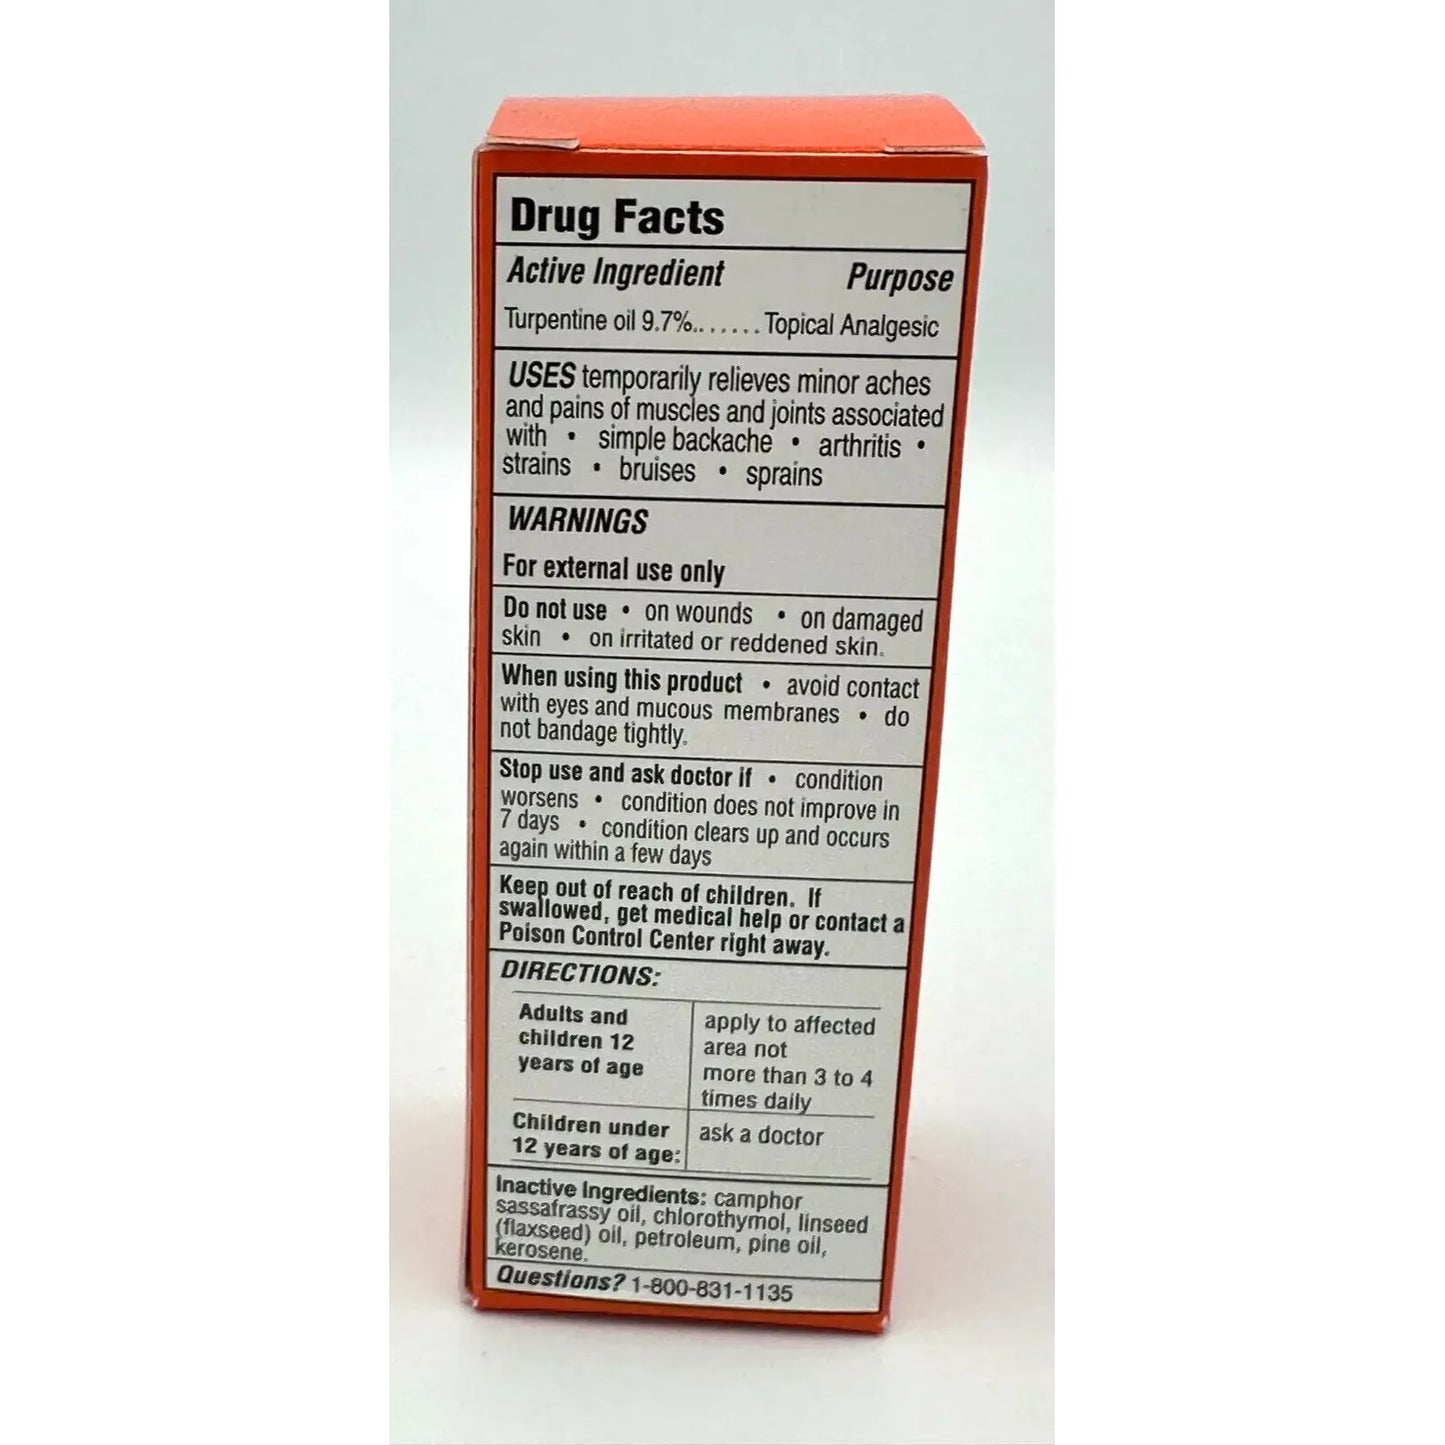 Drug Facts
Active Ingredient Purpose
Turpentine oil 9.7%........Topical Analgesic
USES temporarily relieves minor aches
and pains of muscles and joints associated
with • simple backache • arthritis •
strains • bruises • sprains
WARNINGS
For external use only
Do not use • on wounds • on damaged
skin • on irritated or reddened skin.
When using this product • avoid contact
with eyes and mucous membranes • do
not bandage tightly.
Stop use and ask doctor if • condition
worsens • condition does not improve in
7 days • condition clears up and occurs
again within a few days
Keep out of reach of children. If
swallowed, get medical help or contact a
Poison Control Center right away.
DIRECTIONS:
Adults and
children 12
years of age
apply to affected
area not
more than 3 to 4
times daily
Children under
12 years of age:
ask a doctor
Inactive Ingredients: camphor
sassafrassy oil, chlorothymol, linseed
(flaxseed) oil, petroleum, pine oil,
kerosene.
Questions? 1-800-831-1135